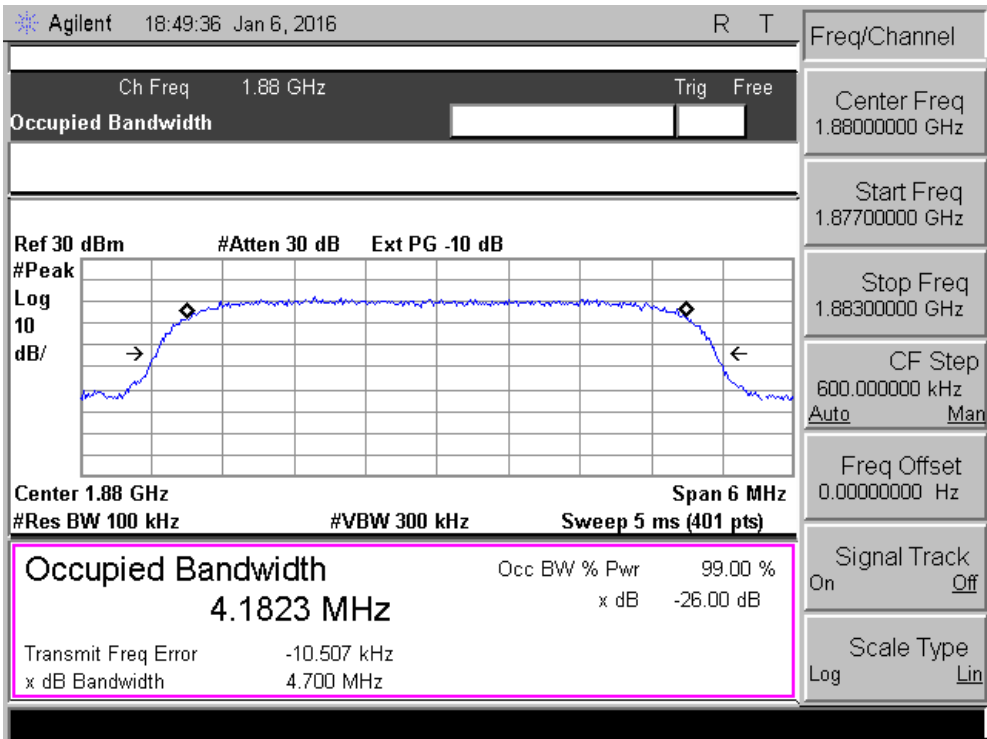 Agilent 18:49:36 Jan 6, 2016 R T
Freq/Channel
Ch Freq 1.88 GHz Trig Free
Occupied Bandwidth
Center Freq
1.88000000 GHz
Start Freq
1.87700000 GHz
Stop Freq
1.88300000 GHz
CF Step
600.000000 kHz
Auto Man
Freq Offset
0.00000000 Hz
Signal Track
On Off
Scale Type
Log Lin
Ref 30 dBm #Atten 30 dB Ext PG -10 dB
#Peak
Log
10
dB/
Center 1.88 GHz Span 6 MHz
#Res BW 100 kHz #VBW 300 kHz Sweep 5 ms (401 pts)
Occupied Bandwidth
4.1823 MHz
Occ BW % Pwr 99.00 %
x dB -26.00 dB
Transmit Freq Error -10.507 kHz
x dB Bandwidth 4.700 MHz